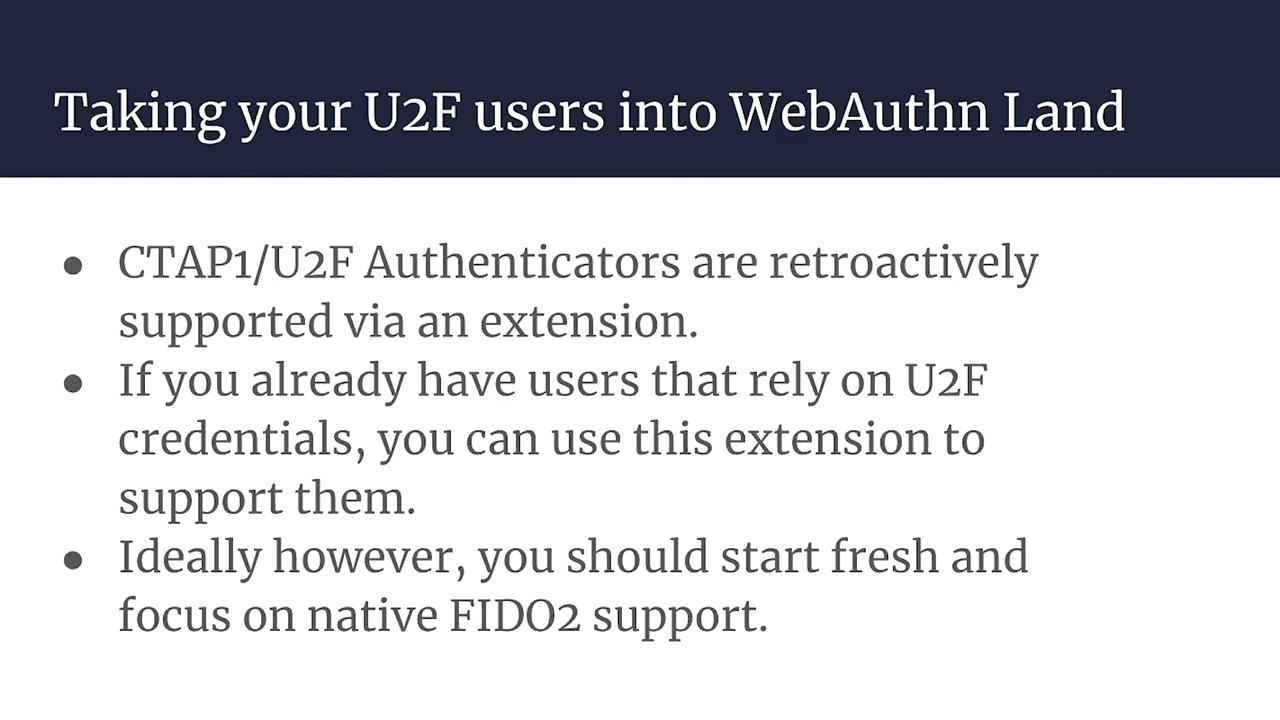 Taking your U2F users into WebAuthn Land
● CTAP1/U2F Authenticators are retroactively
supported via an extension.
● If you already have users that rely on U2F
credentials, you can use this extension to
support them.
● Ideally however, you should start fresh and
focus on native FIDO2 support.